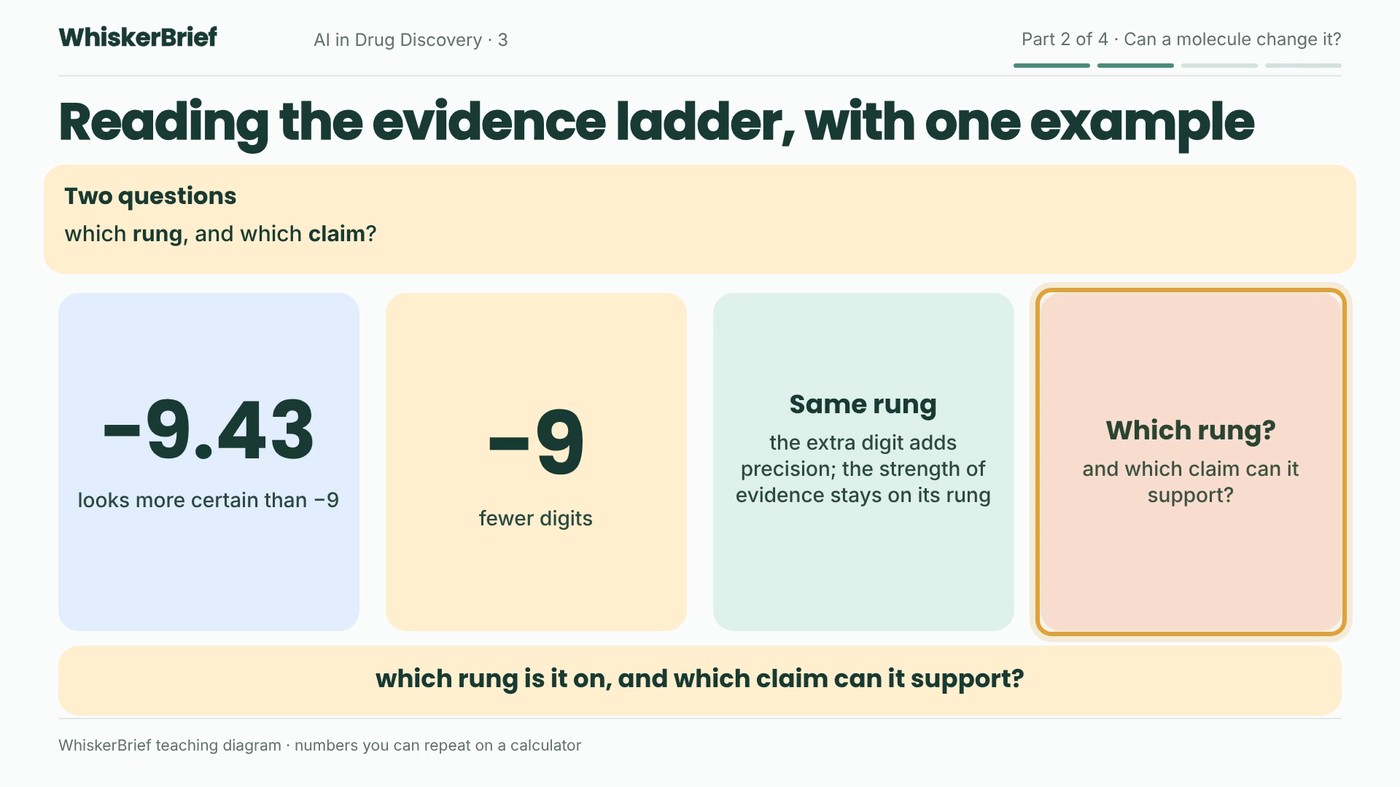 WhiskerBrief
AI in Drug Discovery · 3
Part 2 of 4 · Can a molecule change it?
Reading the evidence ladder, with one example
Two questions
which rung, and which claim?
−9.43
looks more certain than −9
−9
fewer digits
Same rung
the extra digit adds
precision; the strength of
evidence stays on its rung
Which rung?
and which claim can it
support?
which rung is it on, and which claim can it support?
WhiskerBrief teaching diagram · numbers you can repeat on a calculator